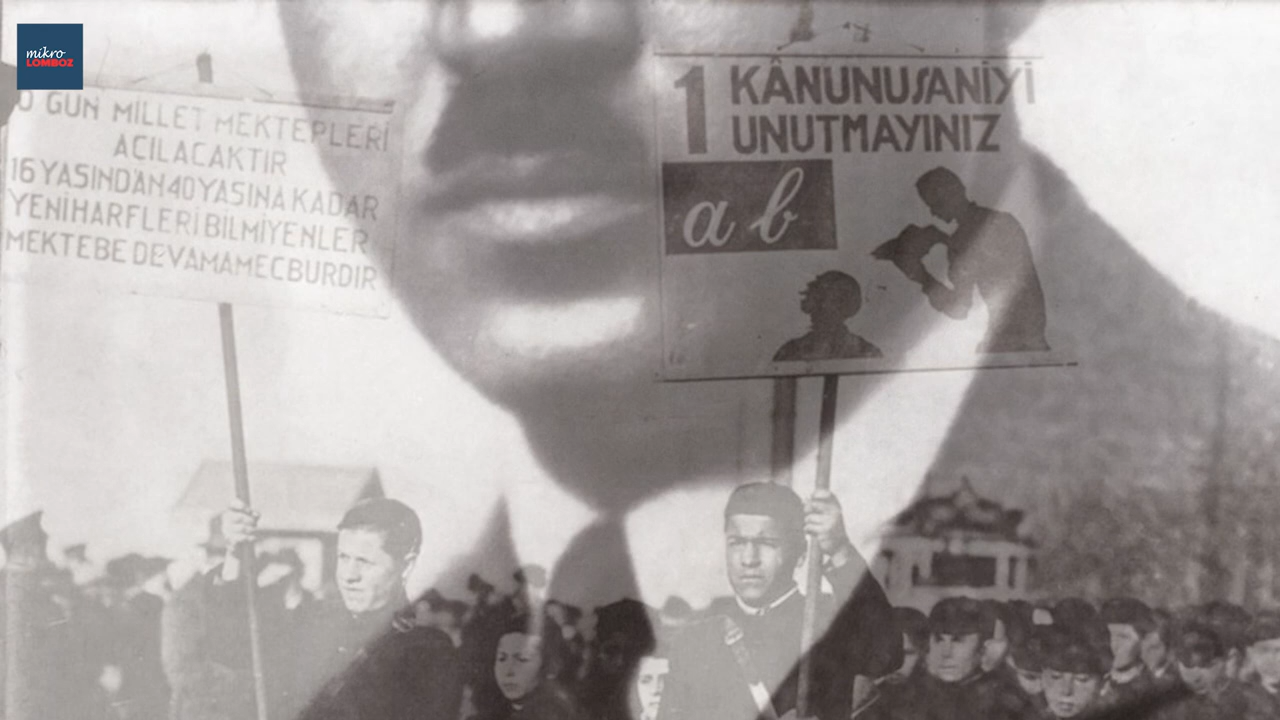 mikro
LOMBOZ
O GÜN MİLLET MEKTEPLERİ
AÇILACAKTIR
16 YAŞINDAN 40 YAŞINA KADAR
YENİ HARFLERİ BİLMİYENLER
MEKTEBE DEVAMA MECBURDIR
1 KÂNUNUSANİYİ
UNUTMAYINIZ
a b